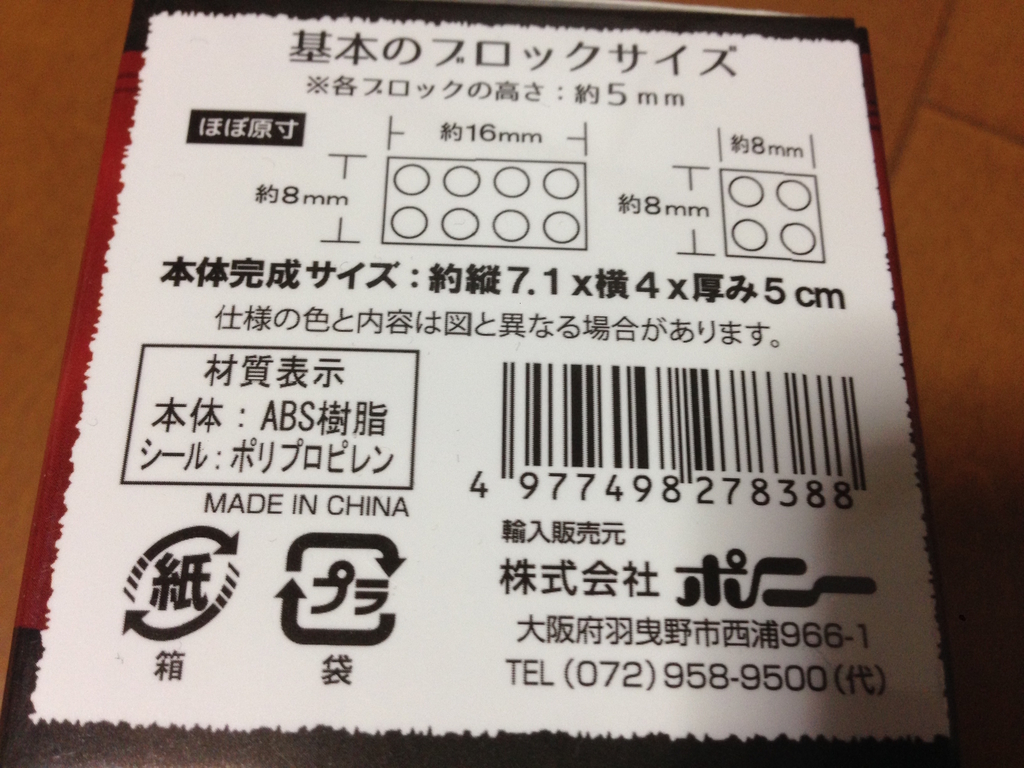 基本のブロックサイズ
※各ブロックの高さ：約5mm
ほぼ原寸
約16mm
約8mm
約8mm
約8mm
本体完成サイズ：約縦7.1x横4x厚み5cm
仕様の色と内容は図と異なる場合があります。
材質表示
本体：ABS樹脂
シール：ポリプロピレン
MADE IN CHINA
4 977498 278388
紙
箱
プラ
袋
輸入販売元
株式会社 ポニー
大阪府羽曳野市西浦966-1
TEL（072）958-9500（代）